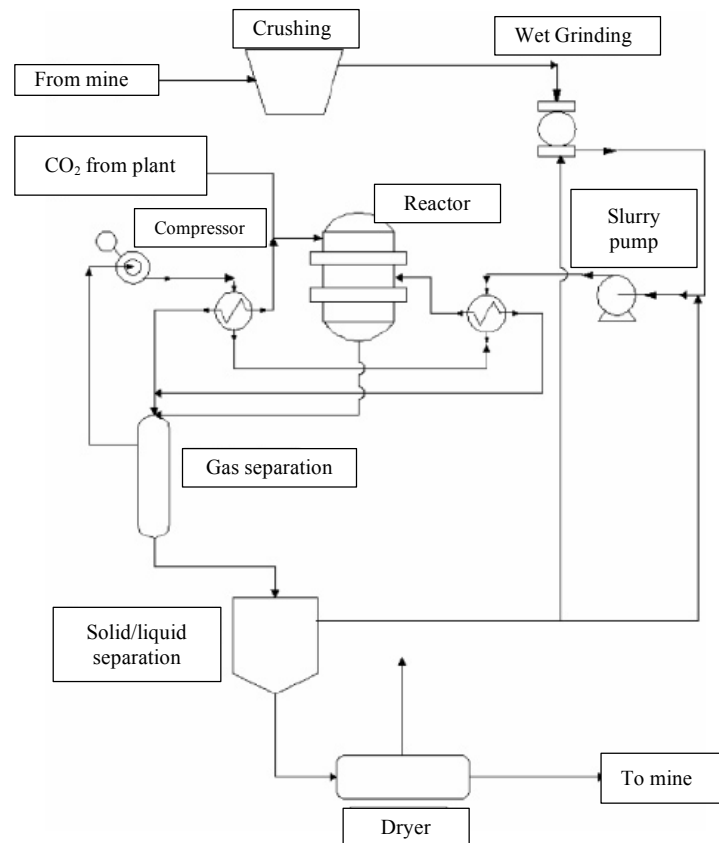 Crushing
Wet Grinding
From mine
CO₂ from plant
Reactor
Compressor
Slurry
pump
Gas separation
Solid/liquid
separation
To mine
Dryer